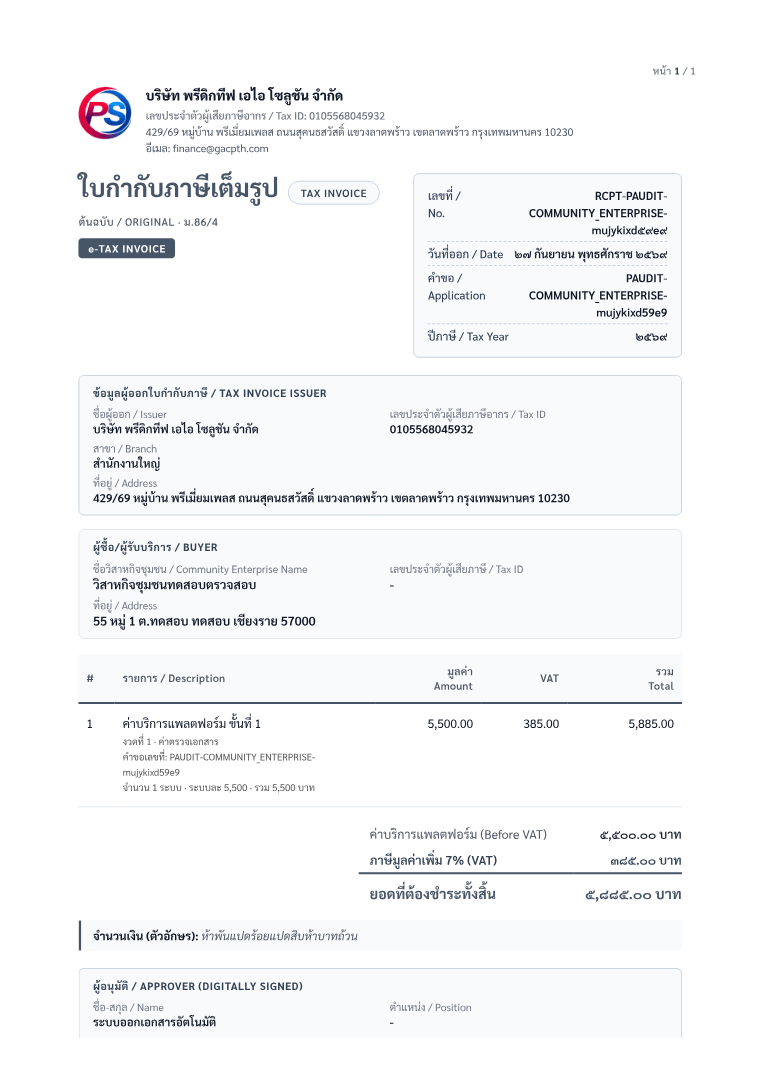 หน้า 1 / 1
PS
บริษัท พรีดิกทีฟ เอไอ โซลูชัน จำกัด
เลขประจำตัวผู้เสียภาษีอากร / Tax ID: 0105568045932
429/69 หมู่บ้าน พรีเมี่ยมเพลส ถนนสุคนธสวัสดิ์ แขวงลาดพร้าว เขตลาดพร้าว กรุงเทพมหานคร 10230
อีเมล: finance@gacpth.com
ใบกำกับภาษีเต็มรูป TAX INVOICE
ต้นฉบับ / ORIGINAL · ม.86/4
e-TAX INVOICE
เลขที่ / RCPT-PAUDIT-
No. COMMUNITY_ENTERPRISE-
mujykixd๕๙e๙
วันที่ออก / Date ๒๗ กันยายน พุทธศักราช ๒๕๖๙
คำขอ / PAUDIT-
Application COMMUNITY_ENTERPRISE-
mujykixd59e9
ปีภาษี / Tax Year ๒๕๖๙
ข้อมูลผู้ออกใบกำกับภาษี / TAX INVOICE ISSUER
ชื่อผู้ออก / Issuer เลขประจำตัวผู้เสียภาษีอากร / Tax ID
บริษัท พรีดิกทีฟ เอไอ โซลูชัน จำกัด 0105568045932
สาขา / Branch
สำนักงานใหญ่
ที่อยู่ / Address
429/69 หมู่บ้าน พรีเมี่ยมเพลส ถนนสุคนธสวัสดิ์ แขวงลาดพร้าว เขตลาดพร้าว กรุงเทพมหานคร 10230
ผู้ซื้อ/ผู้รับบริการ / BUYER
ชื่อวิสาหกิจชุมชน / Community Enterprise Name เลขประจำตัวผู้เสียภาษี / Tax ID
วิสาหกิจชุมชนทดสอบตรวจสอบ -
ที่อยู่ / Address
55 หมู่ 1 ต.ทดสอบ ทดสอบ เชียงราย 57000
# รายการ / Description มูลค่า Amount VAT รวม Total
1 ค่าบริการแพลตฟอร์ม ขั้นที่ 1 5,500.00 385.00 5,885.00
งวดที่ 1 · ค่าตรวจเอกสาร
คำขอเลขที่: PAUDIT-COMMUNITY_ENTERPRISE-
mujykixd59e9
จำนวน 1 ระบบ · ระบบละ 5,500 · รวม 5,500 บาท
ค่าบริการแพลตฟอร์ม (Before VAT) ๕,๕๐๐.๐๐ บาท
ภาษีมูลค่าเพิ่ม 7% (VAT) ๓๘๕.๐๐ บาท
ยอดที่ต้องชำระทั้งสิ้น ๕,๘๘๕.๐๐ บาท
จำนวนเงิน (ตัวอักษร): ห้าพันแปดร้อยแปดสิบห้าบาทถ้วน
ผู้อนุมัติ / APPROVER (DIGITALLY SIGNED)
ชื่อ-สกุล / Name ตำแหน่ง / Position
ระบบออกเอกสารอัตโนมัติ -